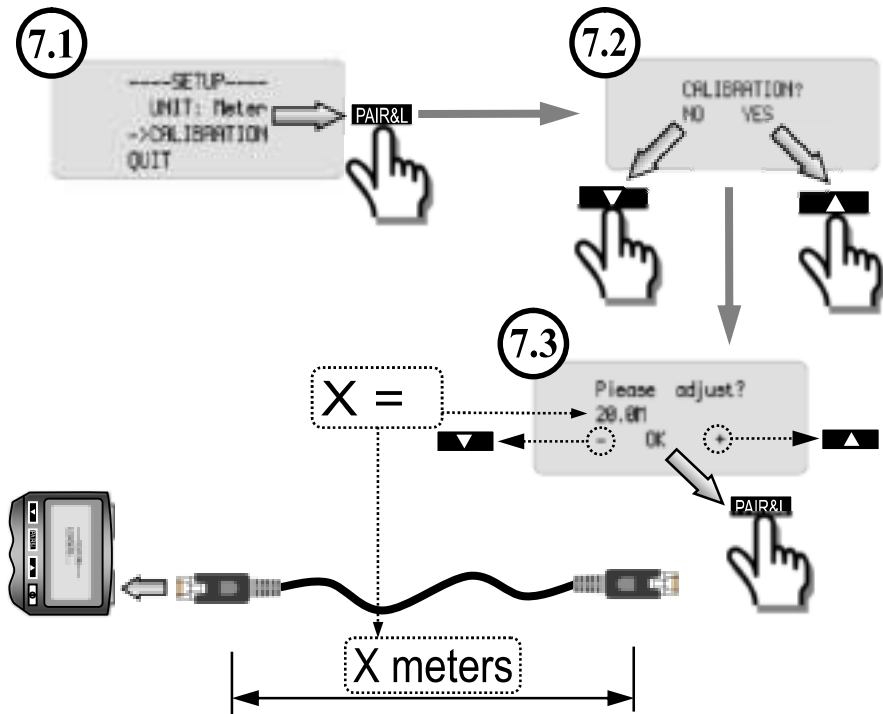 7.1
----SETUP----
UNIT: Meter
->CALIBRATION
QUIT
PAIR&L
7.2
CALIBRATION?
NO YES
7.3
Please adjust?
20.0M
- OK +
X =
PAIR&L
X meters